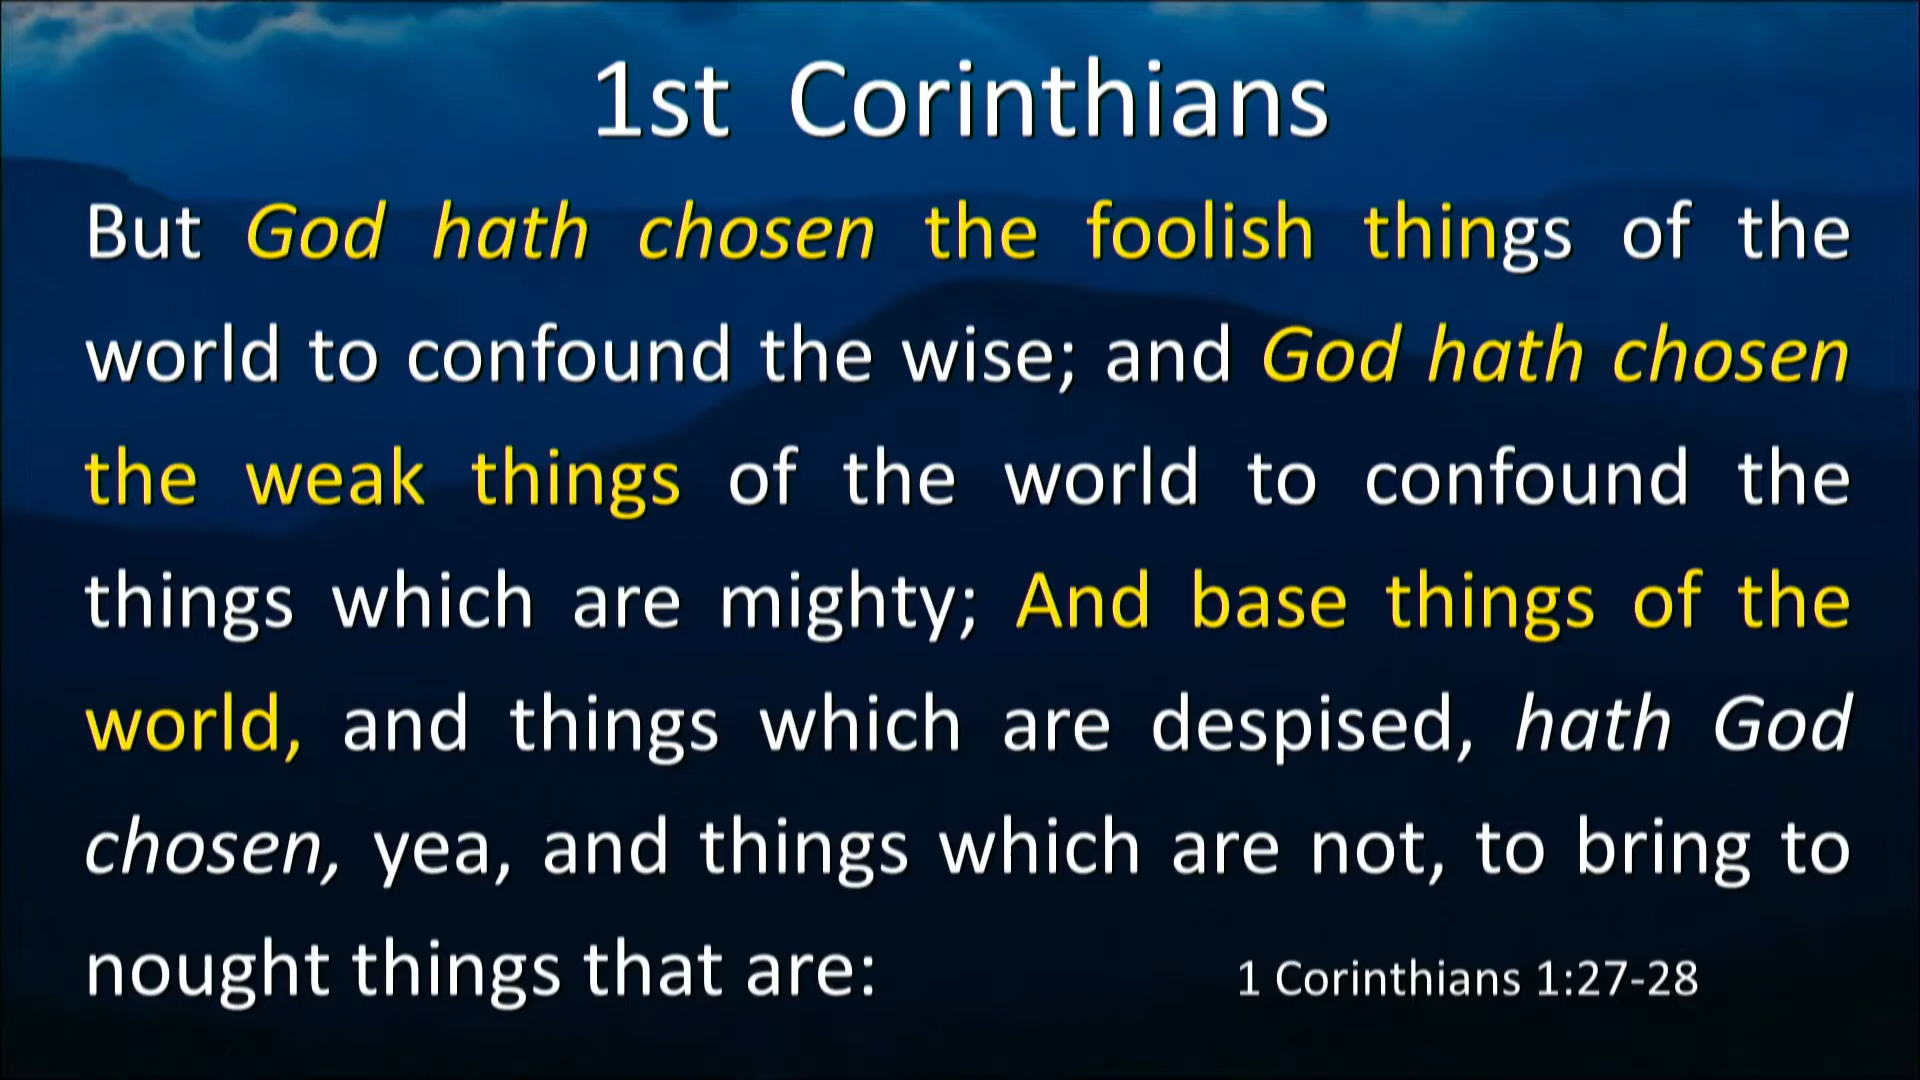 1st Corinthians
But God hath chosen the foolish things of the
world to confound the wise; and God hath chosen
the weak things of the world to confound the
things which are mighty; And base things of the
world, and things which are despised, hath God
chosen, yea, and things which are not, to bring to
nought things that are:
1 Corinthians 1:27-28